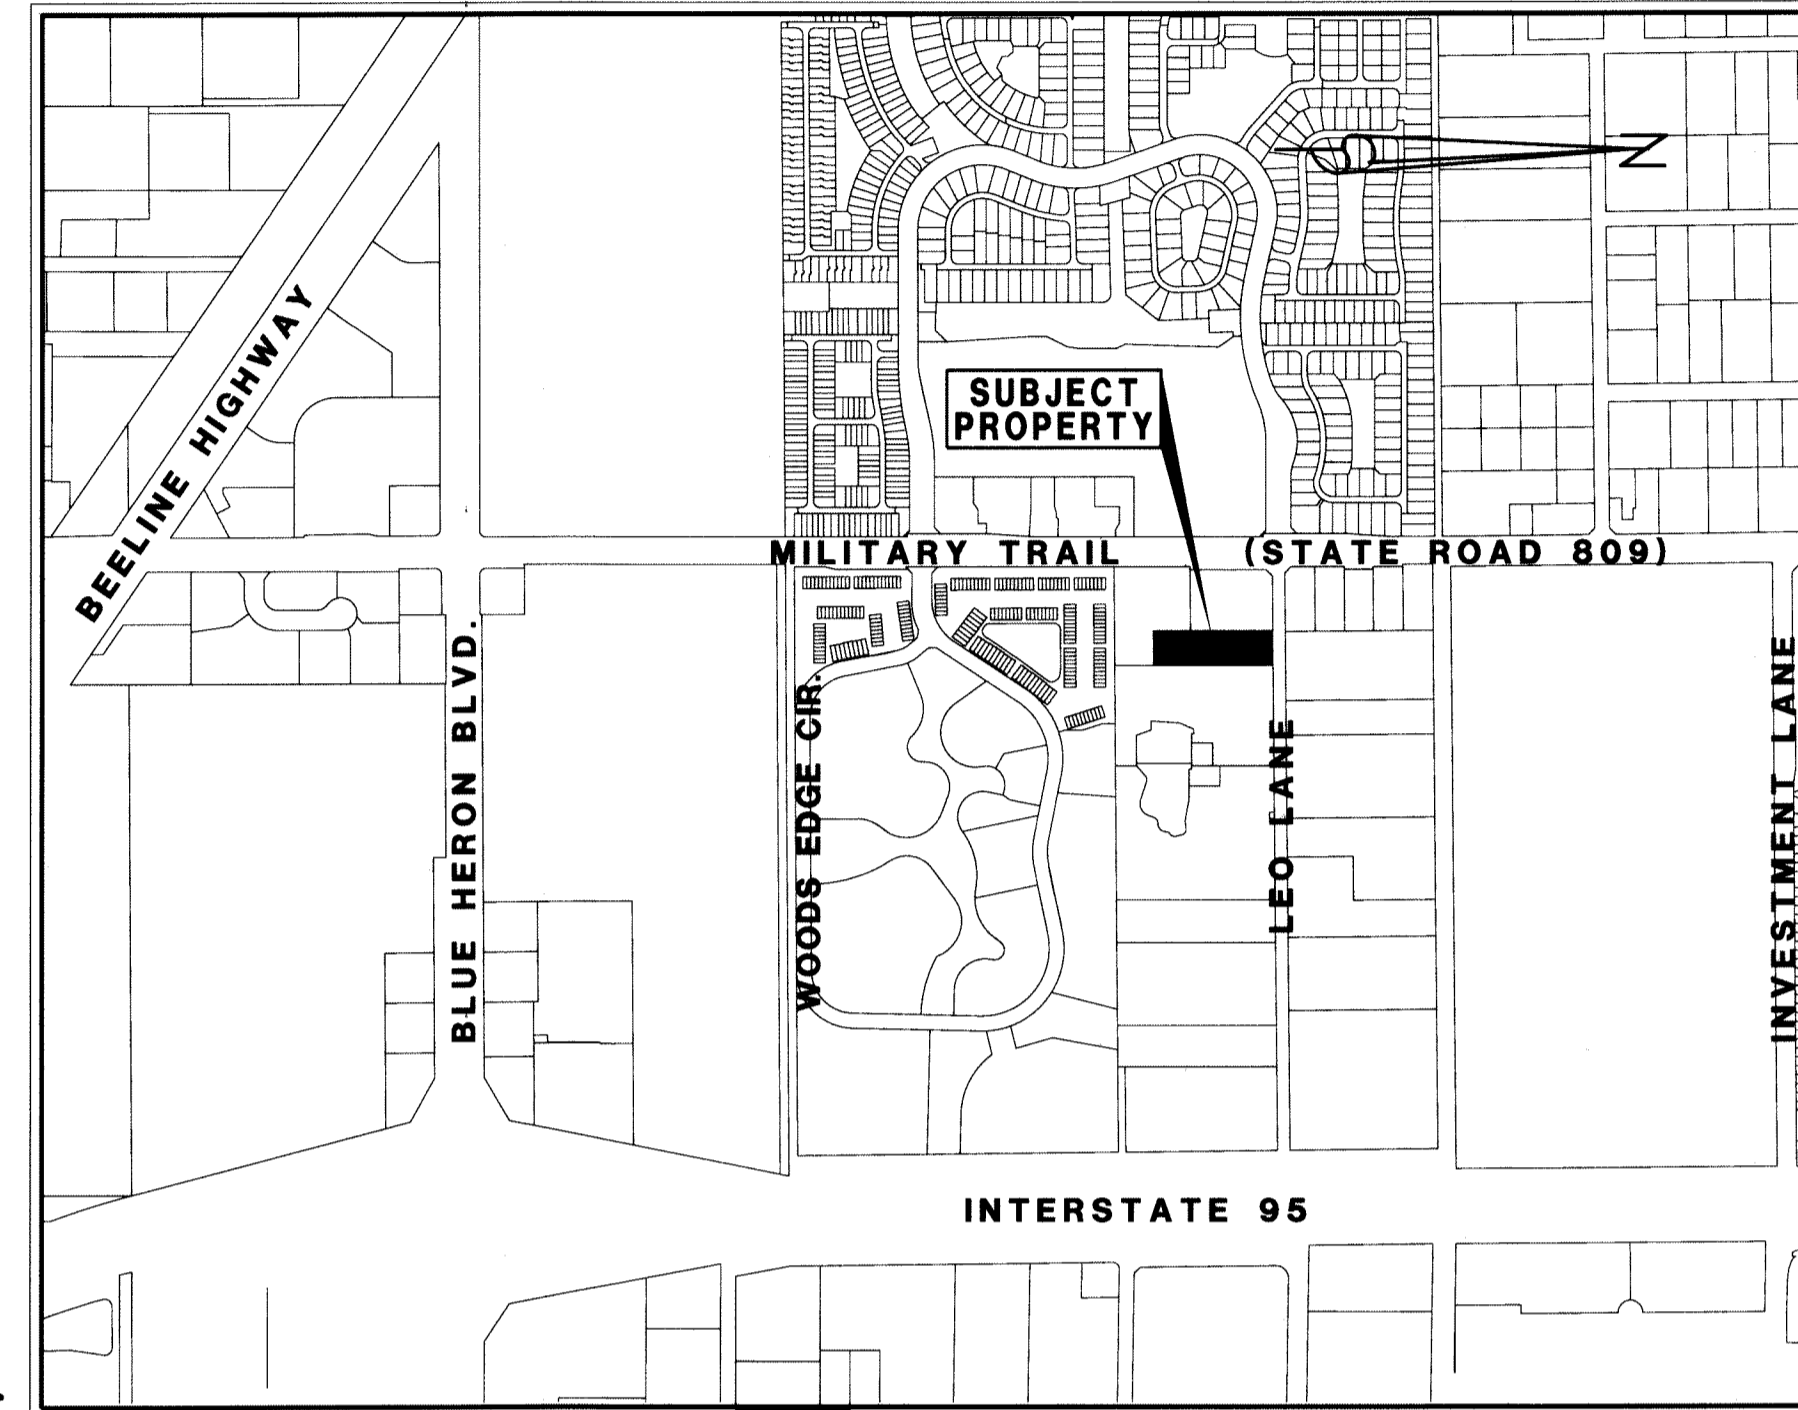 N
BEELINE HIGHWAY
SUBJECT
PROPERTY
MILITARY TRAIL (STATE ROAD 809)
BLUE HERON BLVD.
WOODS EDGE CIR.
LEO LANE
INVESTMENT LANE
INTERSTATE 95